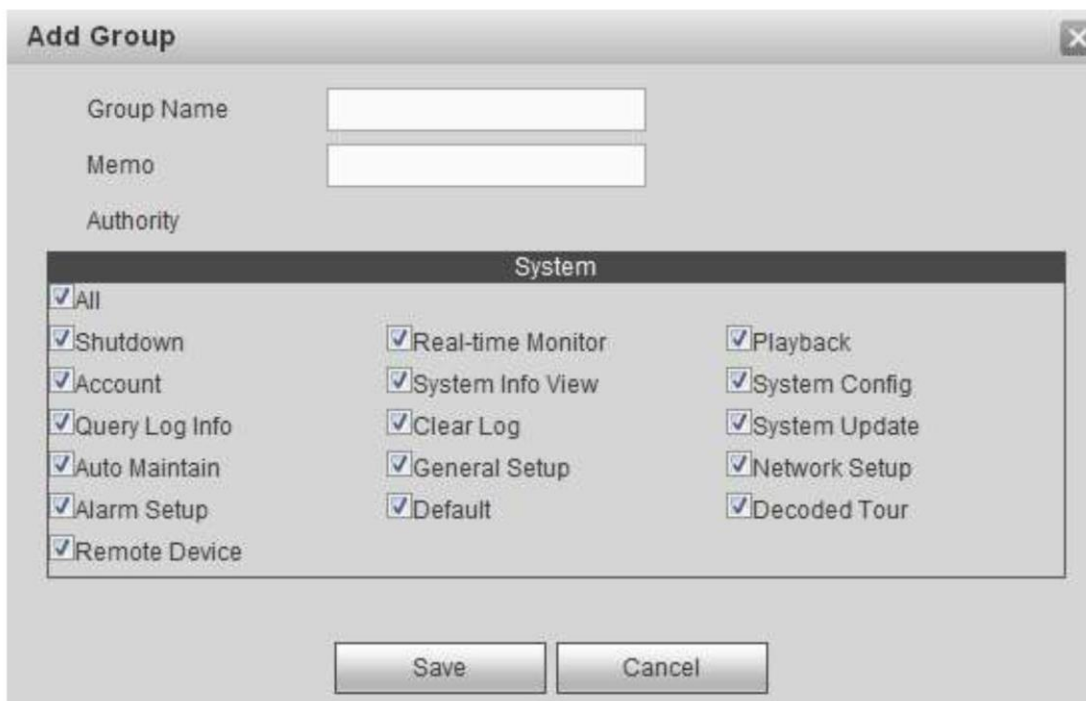 Add Group
Group Name
Memo
Authority
System
All
Shutdown Real-time Monitor Playback
Account System Info View System Config
Query Log Info Clear Log System Update
Auto Maintain General Setup Network Setup
Alarm Setup Default Decoded Tour
Remote Device
Save Cancel